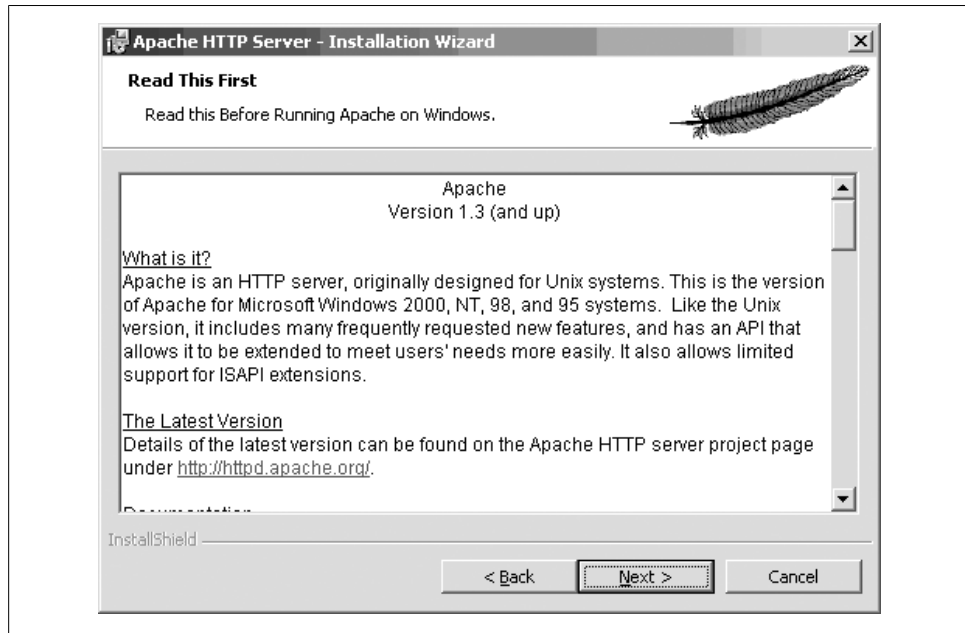 Apache HTTP Server - Installation Wizard
Read This First
Read this Before Running Apache on Windows.
Apache
Version 1.3 (and up)
What is it?
Apache is an HTTP server, originally designed for Unix systems. This is the version
of Apache for Microsoft Windows 2000, NT, 98, and 95 systems. Like the Unix
version, it includes many frequently requested new features, and has an API that
allows it to be extended to meet users' needs more easily. It also allows limited
support for ISAPI extensions.
The Latest Version
Details of the latest version can be found on the Apache HTTP server project page
under http://httpd.apache.org/.
InstallShield
< Back
Next >
Cancel